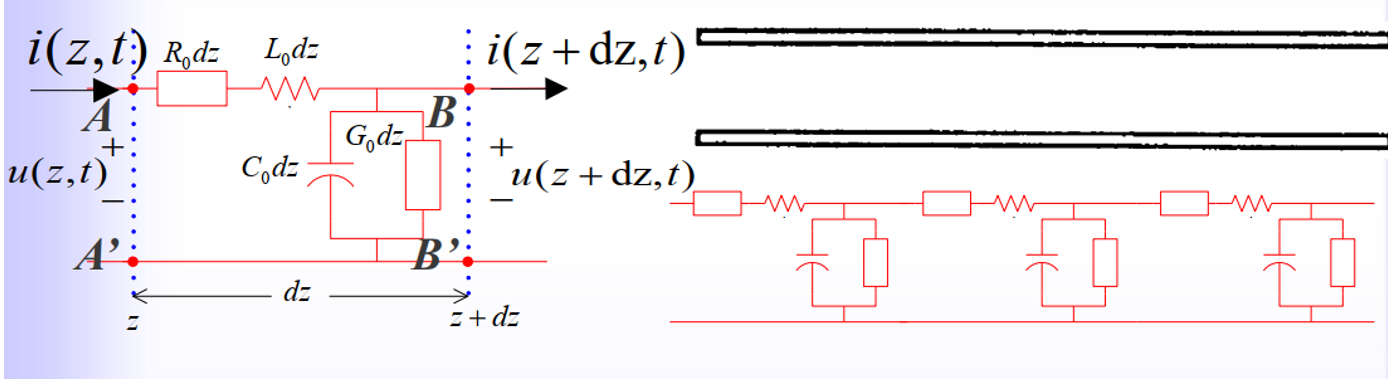 i(z,t)
R₀dz
L₀dz
i(z+dz,t)
A
B
+
G₀dz
+
u(z,t)
C₀dz
u(z+dz,t)
−
−
A’
B’
dz
z
z+dz